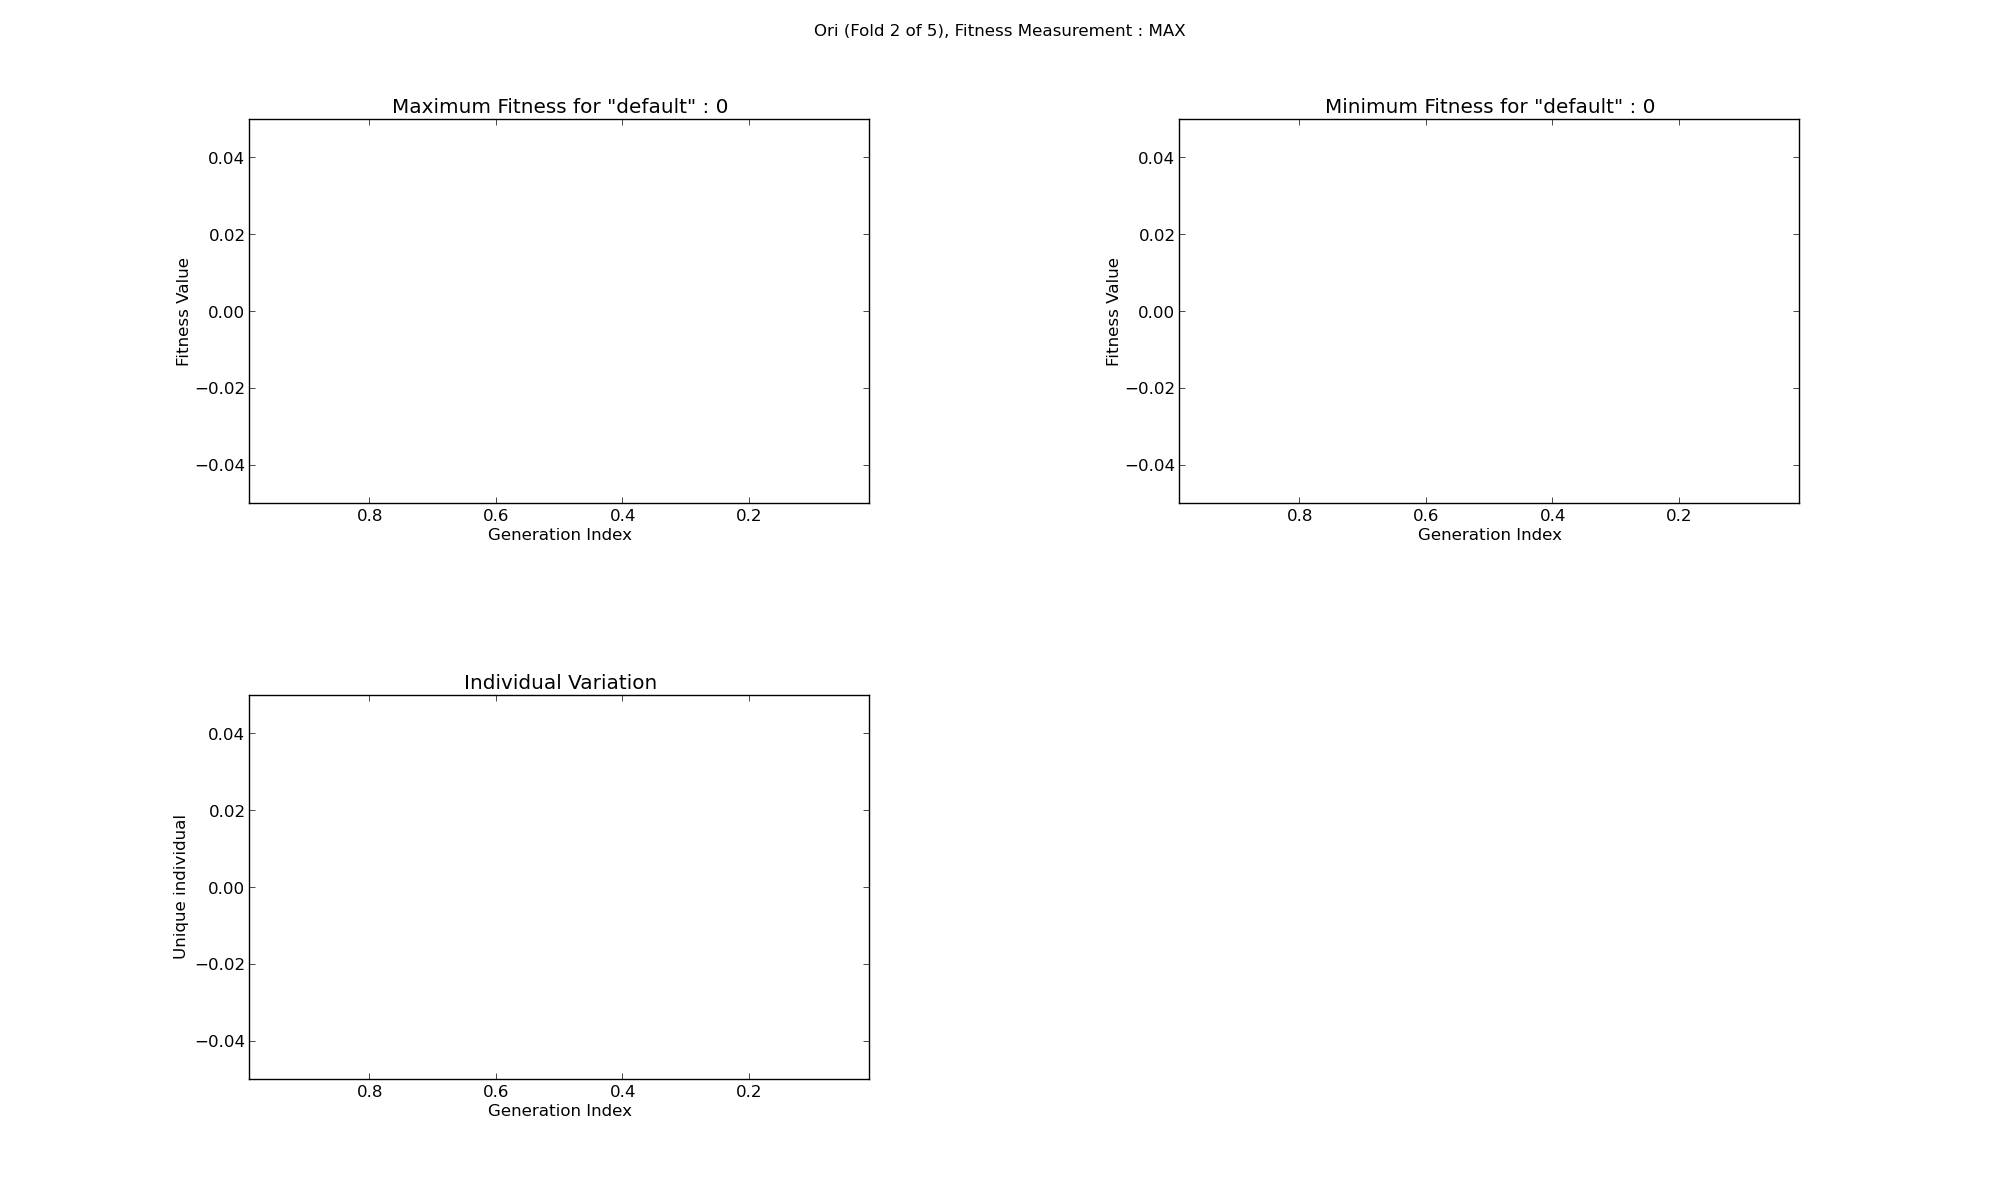 Ori (Fold 2 of 5), Fitness Measurement : MAX
Maximum Fitness for "default" : 0
0.04
0.02
0.00
−0.02
−0.04
Fitness Value
0.8 0.6 0.4 0.2
Generation Index
Minimum Fitness for "default" : 0
0.04
0.02
0.00
−0.02
−0.04
Fitness Value
0.8 0.6 0.4 0.2
Generation Index
Individual Variation
0.04
0.02
0.00
−0.02
−0.04
Unique individual
0.8 0.6 0.4 0.2
Generation Index